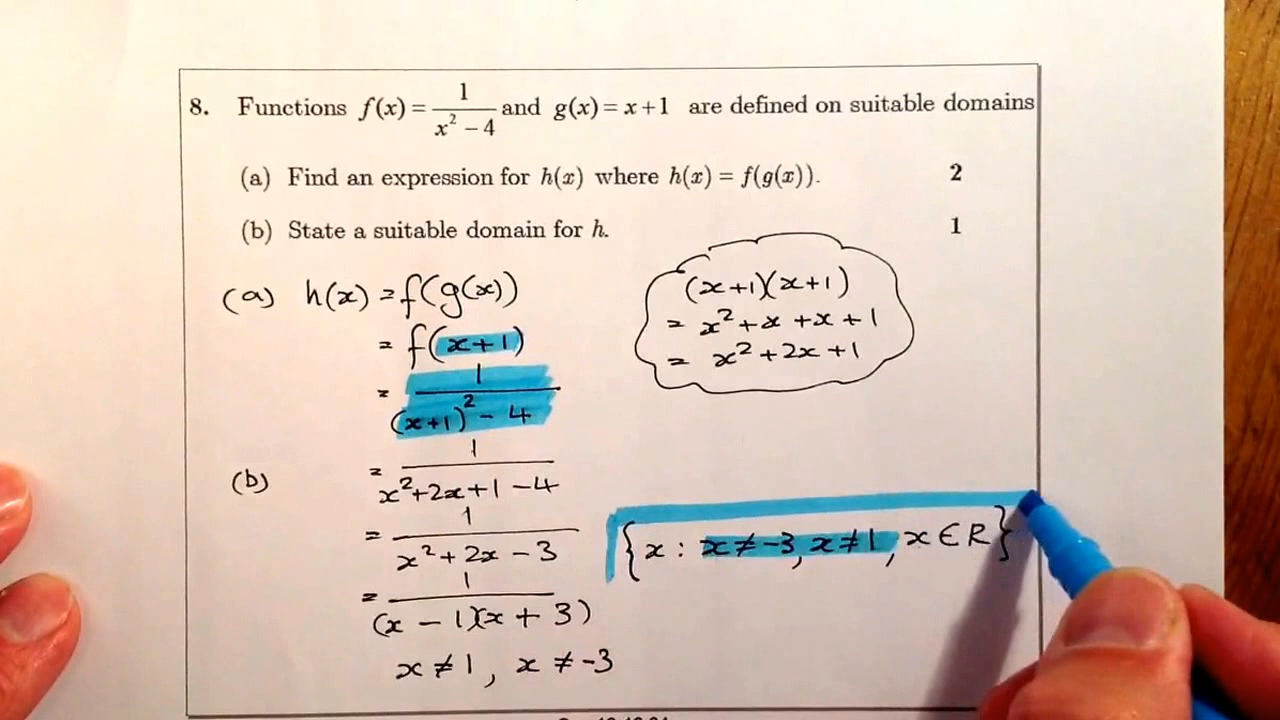 8. Functions f(x) = 1/(x² − 4) and g(x) = x + 1 are defined on suitable domains
(a) Find an expression for h(x) where h(x) = f(g(x)). 2
(b) State a suitable domain for h. 1
(a) h(x) = f(g(x))
= f(x+1)
= 1/((x+1)² − 4)
(x+1)(x+1)
= x² + x + x + 1
= x² + 2x + 1
(b)
= 1/(x² + 2x + 1 − 4)
= 1/(x² + 2x − 3)
= 1/((x − 1)(x + 3))
x ≠ 1, x ≠ −3
{x : x ≠ −3, x ≠ 1, x ∈ R}